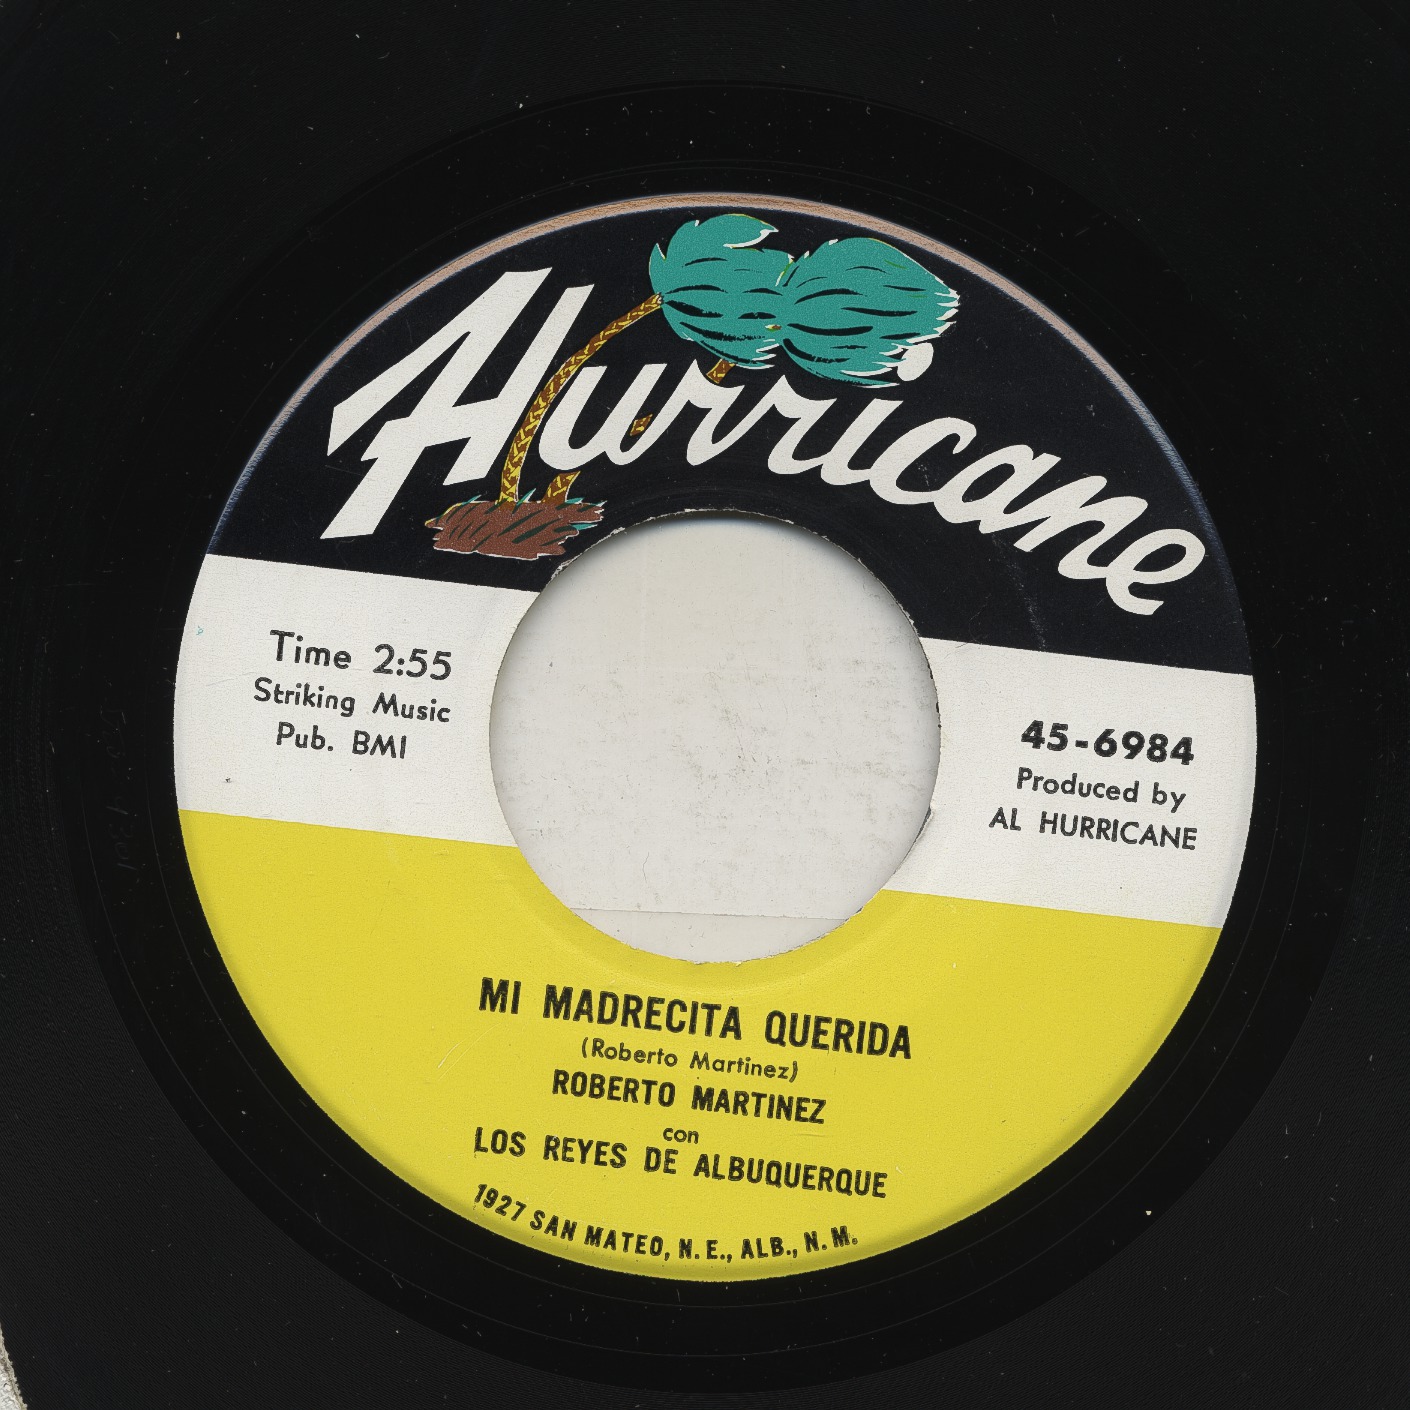 Hurricane
Time 2:55
Striking Music
Pub. BMI
45-6984
Produced by
AL HURRICANE
MI MADRECITA QUERIDA
(Roberto Martinez)
ROBERTO MARTINEZ
con
LOS REYES DE ALBUQUERQUE
1927 SAN MATEO, N.E., ALB., N.M.